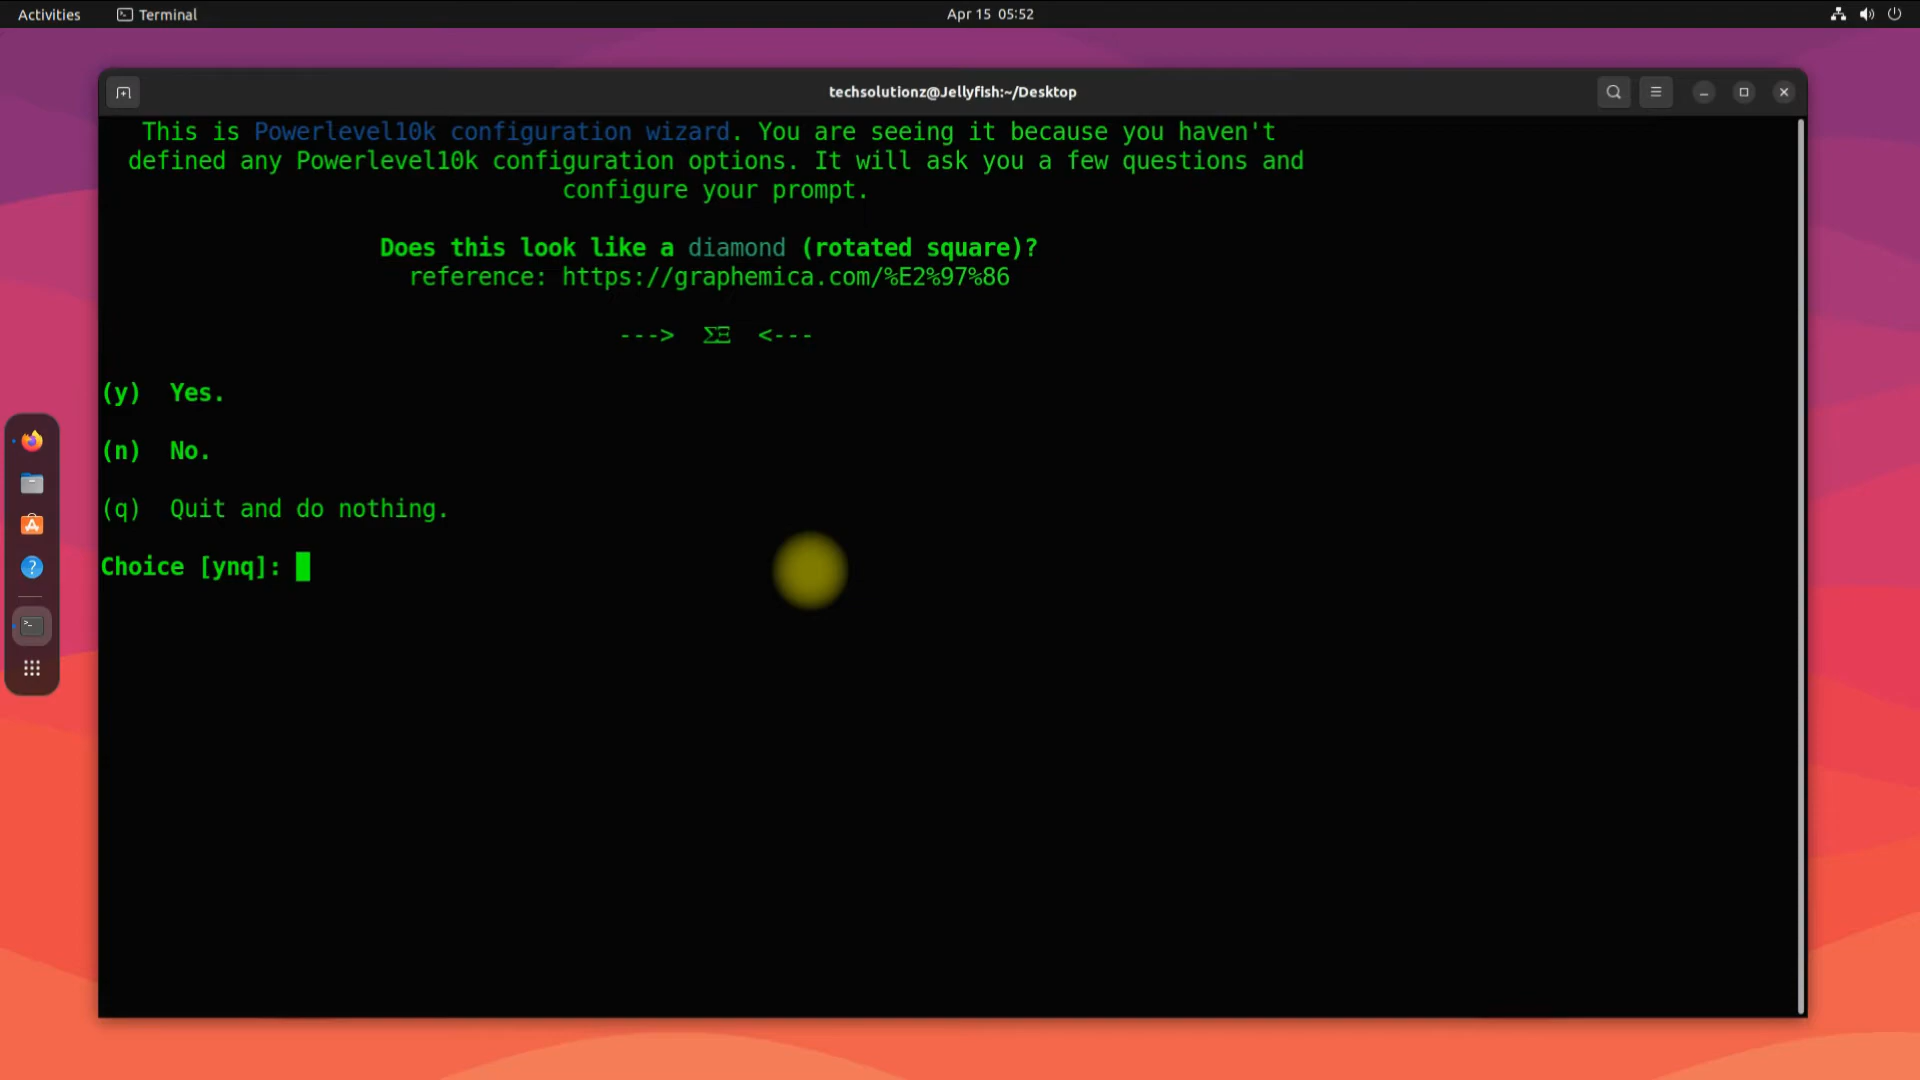 Activities
Terminal
Apr 15 05:52
techsolutionz@Jellyfish:~/Desktop
This is Powerlevel10k configuration wizard. You are seeing it because you haven't
defined any Powerlevel10k configuration options. It will ask you a few questions and
configure your prompt.
Does this look like a diamond (rotated square)?
reference: https://graphemica.com/%E2%97%86
---> ΣΞ <---
(y) Yes.
(n) No.
(q) Quit and do nothing.
Choice [ynq]: